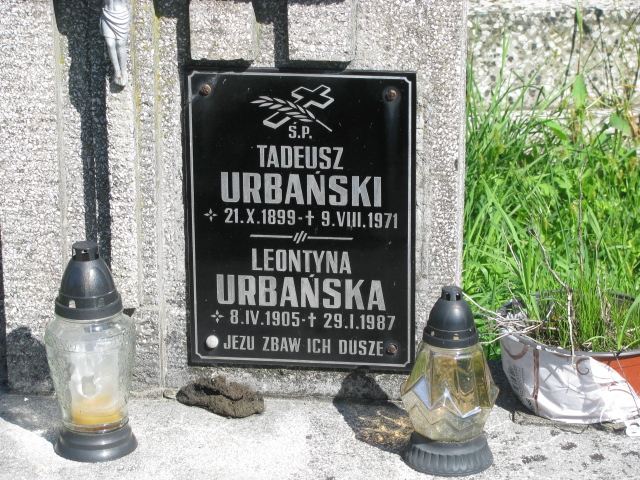 Ś.P.
TADEUSZ
URBAŃSKI
21.X.1899 - † 9.VIII.1971
LEONTYNA
URBAŃSKA
8.IV.1905 - † 29.I.1987
JEZU ZBAW ICH DUSZE